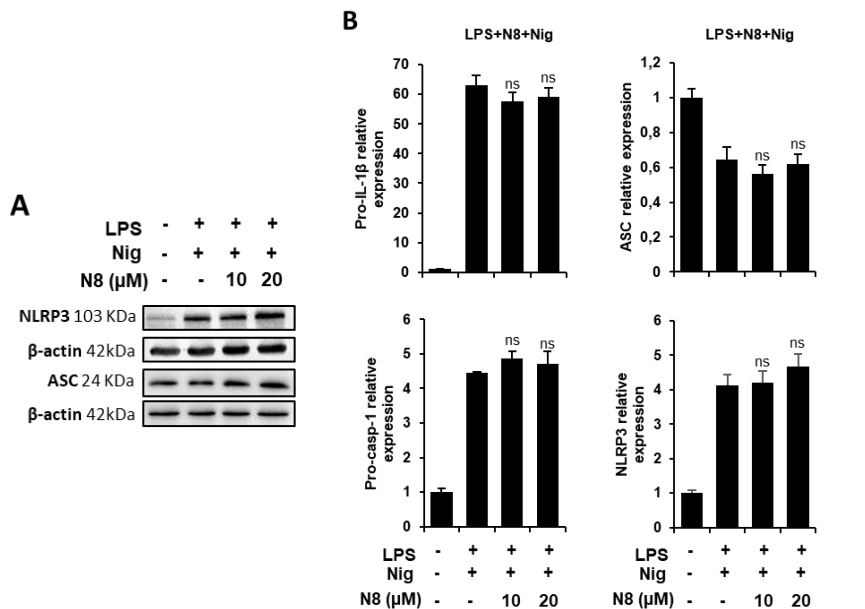 A
LPS - + + +
Nig - + + +
N8 (µM) - - 10 20
NLRP3 103 KDa
β-actin 42kDa
ASC 24 KDa
β-actin 42kDa
B
LPS+N8+Nig
Pro-IL-1β relative
expression
70
60
50
40
30
20
10
0
ns ns
LPS+N8+Nig
ASC relative expression
1,2
1
0,8
0,6
0,4
0,2
0
ns ns
Pro-casp-1 relative
expression
6
5
4
3
2
1
0
ns ns
LPS - + + +
Nig - + + +
N8 (µM) - - 10 20
NLRP3 relative
expression
6
5
4
3
2
1
0
ns ns
LPS - + + +
Nig - + + +
N8 (µM) - - 10 20